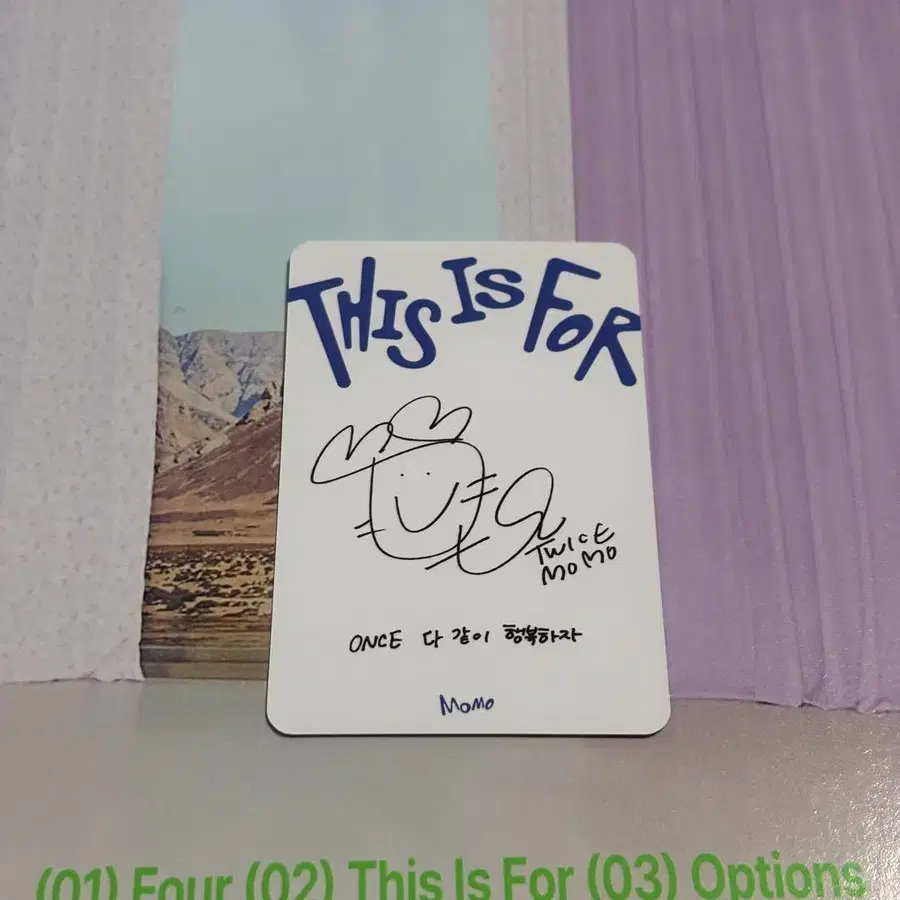 THIS IS FOR
TWICE
MOMO
ONCE 다 같이 행복하자
MOMO
(01) Four (02) This Is For (03) Options